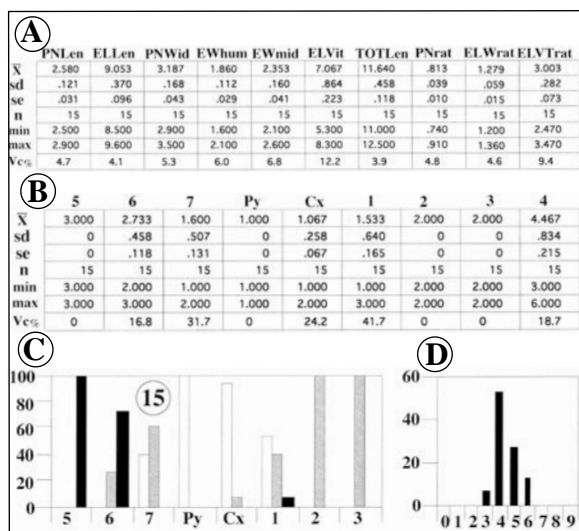 A
PNLen ELLen PNWid EWhum EWmid ELVit TOTLen PNrat ELWrat ELVTrat
X̅ 2.580 9.053 3.187 1.860 2.353 7.067 11.640 .813 1.279 3.003
sd .121 .370 .168 .112 .160 .864 .458 .039 .059 .282
se .031 .096 .043 .029 .041 .223 .118 .010 .015 .073
n 15 15 15 15 15 15 15 15 15 15
min 2.500 8.500 2.900 1.600 2.100 5.300 11.000 .740 1.200 2.470
max 2.900 9.600 3.500 2.100 2.600 8.300 12.500 .910 1.360 3.470
Vc% 4.7 4.1 5.3 6.0 6.8 12.2 3.9 4.8 4.6 9.4
B
5 6 7 Py Cx 1 2 3 4
X̅ 3.000 2.733 1.600 1.000 1.067 1.533 2.000 2.000 4.467
sd 0 .458 .507 0 .258 .640 0 0 .834
se 0 .118 .131 0 .067 .165 0 0 .215
n 15 15 15 15 15 15 15 15 15
min 3.000 2.000 1.000 1.000 1.000 1.000 2.000 2.000 3.000
max 3.000 3.000 2.000 1.000 2.000 3.000 2.000 2.000 6.000
Vc% 0 16.8 31.7 0 24.2 41.7 0 0 18.7
C
100
80
60
40
20
0
15
5 6 7 Py Cx 1 2 3
D
60
40
20
0
0 1 2 3 4 5 6 7 8 9